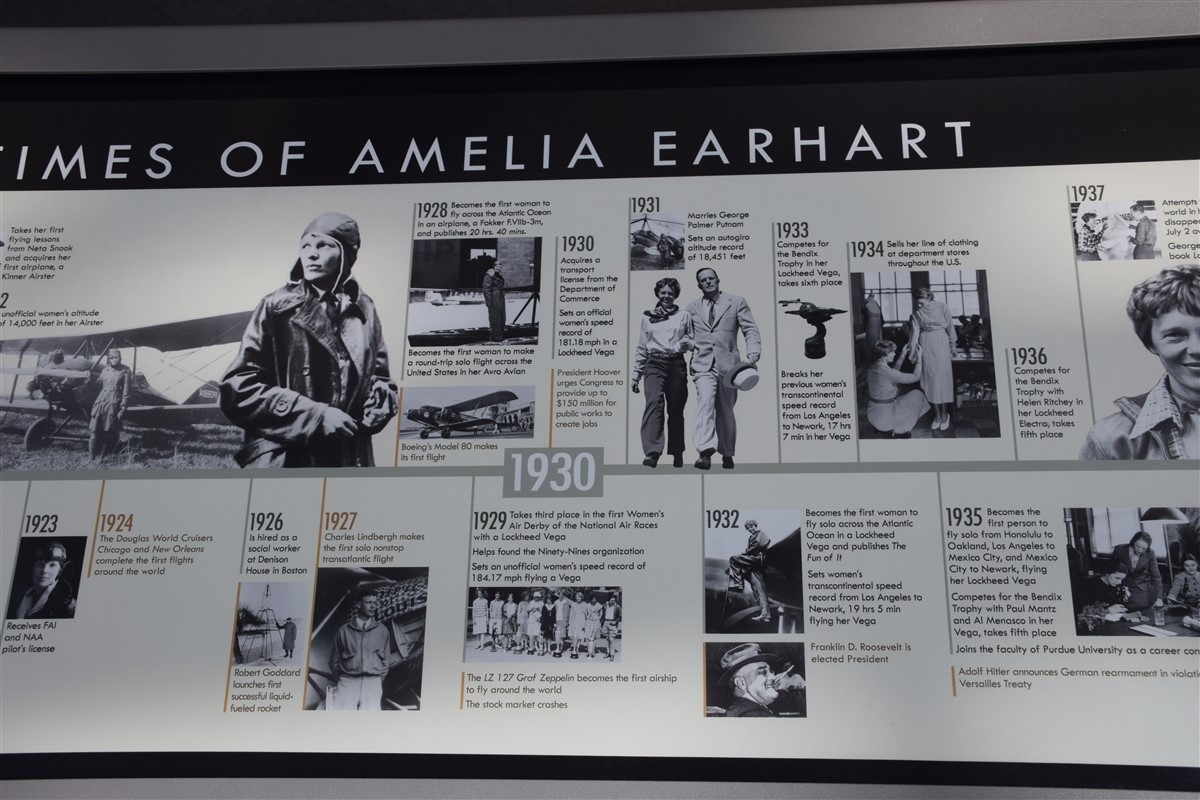 TIMES OF AMELIA EARHART
Takes her first
flying lessons
from Neta Snook
and acquires her
first airplane, a
Kinner Airster
2
unofficial women's altitude
of 14,000 feet in her Airster
1928 Becomes the first woman to
fly across the Atlantic Ocean
in an airplane, a Fokker F.VIIb-3m,
and publishes 20 hrs. 40 mins.
Becomes the first woman to make
a round-trip solo flight across the
United States in her Avro Avian
Boeing's Model 80 makes
its first flight
1930
Acquires a
transport
license from the
Department of
Commerce
Sets an official
women's speed
record of
181.18 mph in a
Lockheed Vega
President Hoover
urges Congress to
provide up to
$150 million for
public works to
create jobs
1931
Marries George
Palmer Putnam
Sets an autogiro
altitude record
of 18,451 feet
1933
Competes for
the Bendix
Trophy in her
Lockheed Vega,
takes sixth place
Breaks her
previous women's
transcontinental
speed record
from Los Angeles
to Newark, 17 hrs
7 min in her Vega
1934 Sells her line of clothing
at department stores
throughout the U.S.
1936
Competes for
the Bendix
Trophy with
Helen Ritchey in
her Lockheed
Electra, takes
fifth place
1937
Attempts
world in
disappe
July 2 o
George
book La
1930
1923
Receives FAI
and NAA
pilot's license
1924
The Douglas World Cruisers
Chicago and New Orleans
complete the first flights
around the world
1926
Is hired as a
social worker
at Denison
House in Boston
Robert Goddard
launches first
successful liquid-
fueled rocket
1927
Charles Lindbergh makes
the first solo nonstop
transatlantic flight
1929 Takes third place in the first Women's
Air Derby of the National Air Races
with a Lockheed Vega
Helps found the Ninety-Nines organization
Sets an unofficial women's speed record of
184.17 mph flying a Vega
The LZ 127 Graf Zeppelin becomes the first airship
to fly around the world
The stock market crashes
1932
Becomes the first woman to
fly solo across the Atlantic
Ocean in a Lockheed
Vega and publishes The
Fun of It
Sets women's
transcontinental speed
record from Los Angeles to
Newark, 19 hrs 5 min
flying her Vega
Franklin D. Roosevelt is
elected President
1935 Becomes the
first person to
fly solo from Honolulu to
Oakland, Los Angeles to
Mexico City, and Mexico
City to Newark, flying
her Lockheed Vega
Competes for the Bendix
Trophy with Paul Mantz
and Al Menasco in her
Vega, takes fifth place
Joins the faculty of Purdue University as a career con
Adolf Hitler announces German rearmament in violati
Versailles Treaty